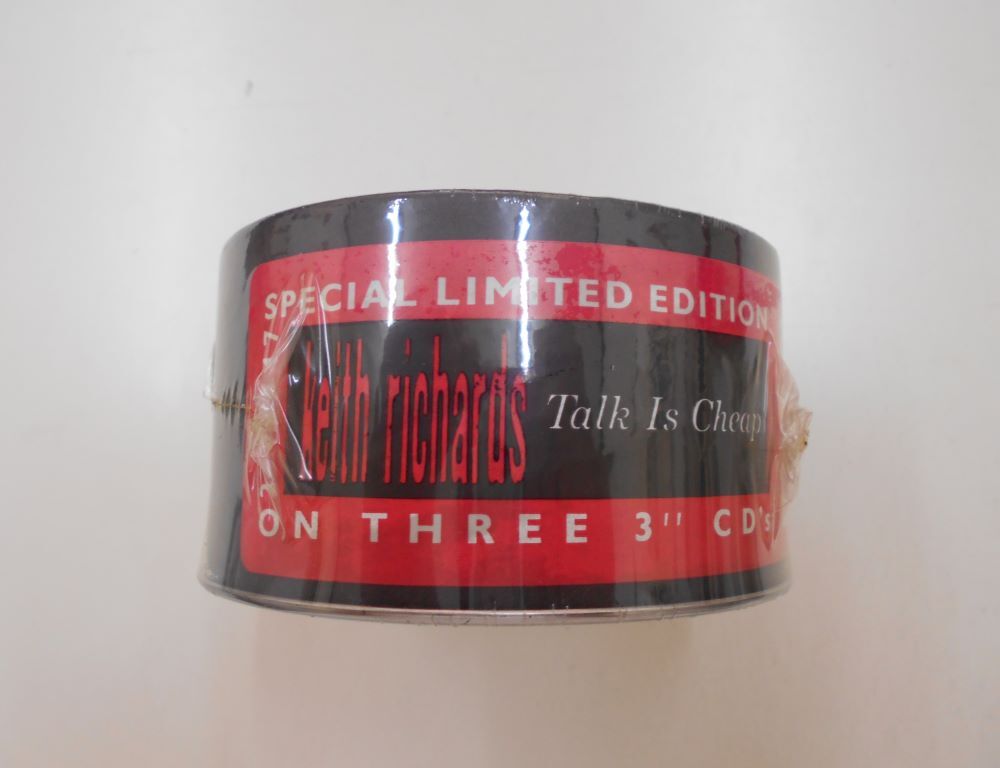 SPECIAL LIMITED EDITION
keith richards
Talk Is Cheap
ON THREE 3" CD's